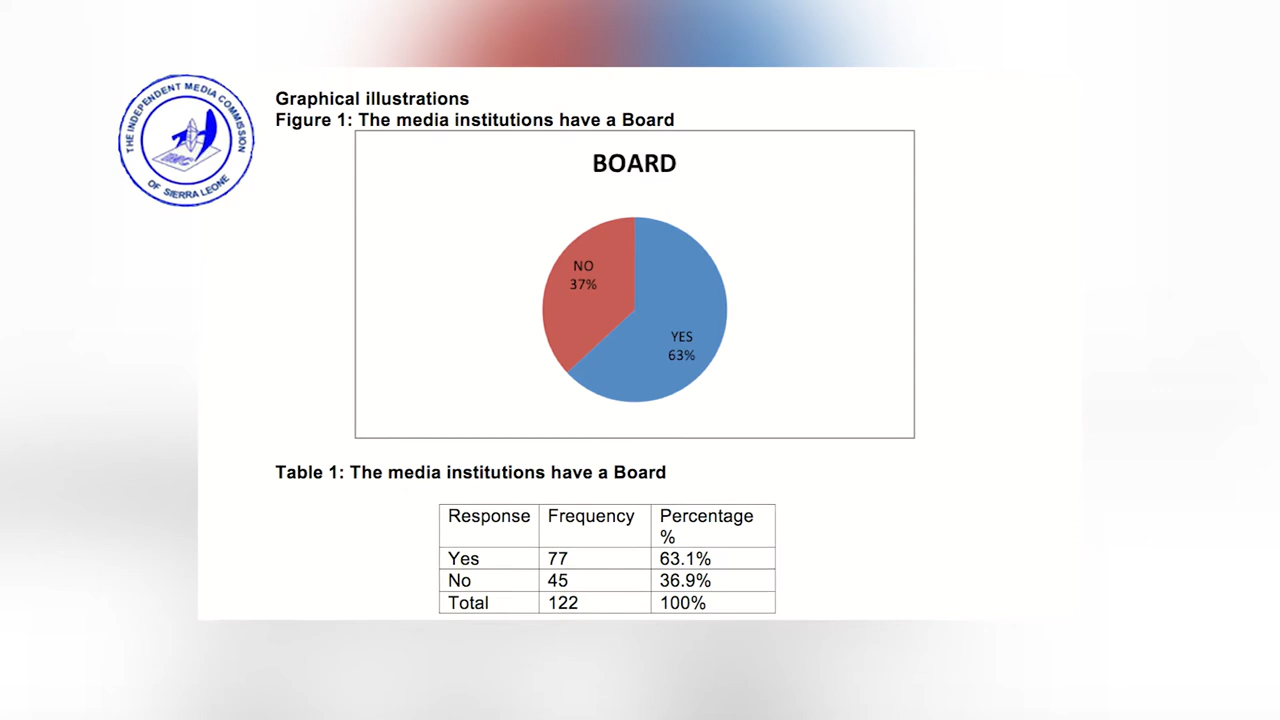 THE INDEPENDENT MEDIA COMMISSION
OF SIERRA LEONE
IMC
Graphical illustrations
Figure 1: The media institutions have a Board
BOARD
NO
37%
YES
63%
Table 1: The media institutions have a Board
Response Frequency Percentage
%
Yes 77 63.1%
No 45 36.9%
Total 122 100%